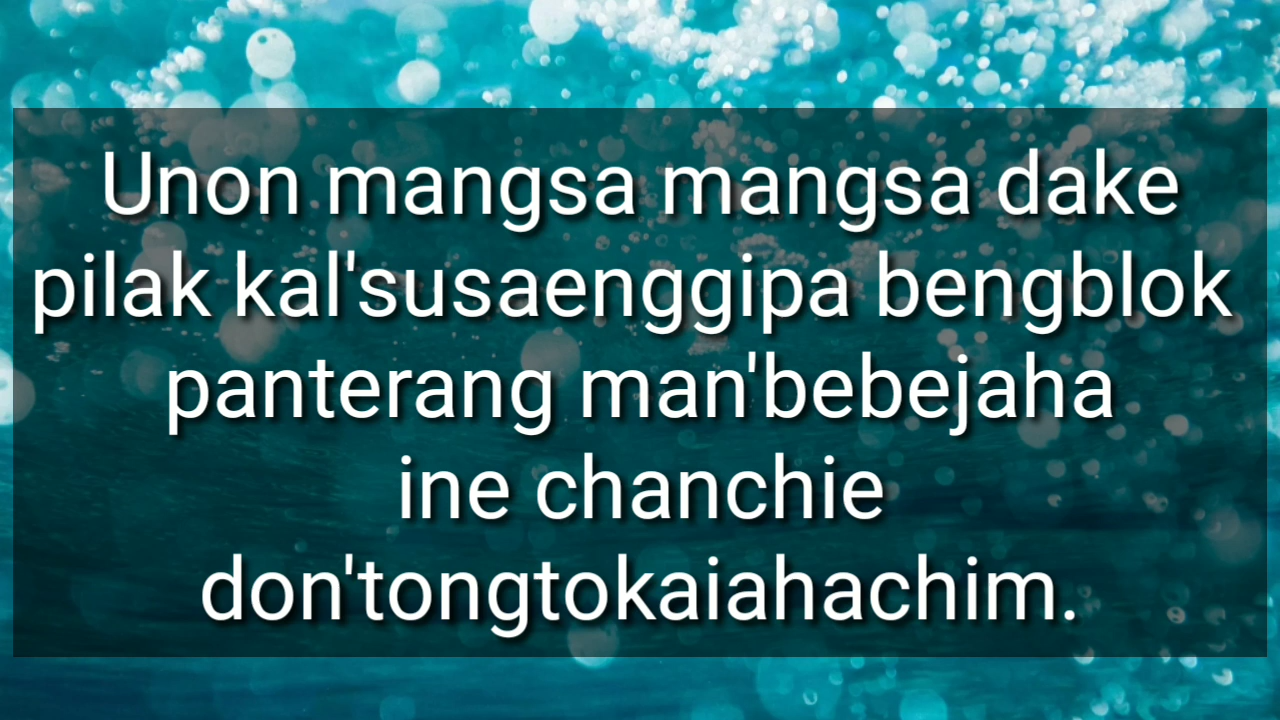 Unon mangsa mangsa dake
pilak kal'susaenggipa bengblok
panterang man'bebejaha
ine chanchie
don'tongtokaiahachim.